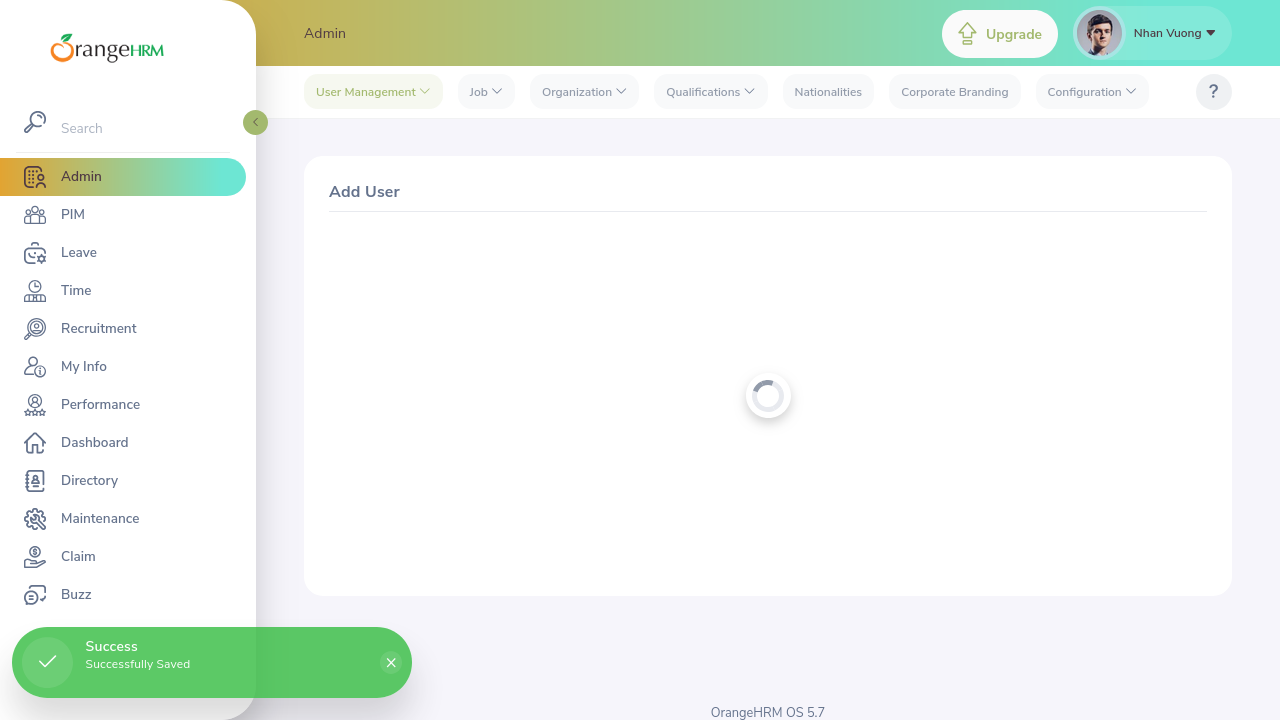 OrangeHRM
Admin
Upgrade
Nhan Vuong
User Management
Job
Organization
Qualifications
Nationalities
Corporate Branding
Configuration
?
Search
Admin
PIM
Leave
Time
Recruitment
My Info
Performance
Dashboard
Directory
Maintenance
Claim
Buzz
Add User
Success
Successfully Saved
OrangeHRM OS 5.7